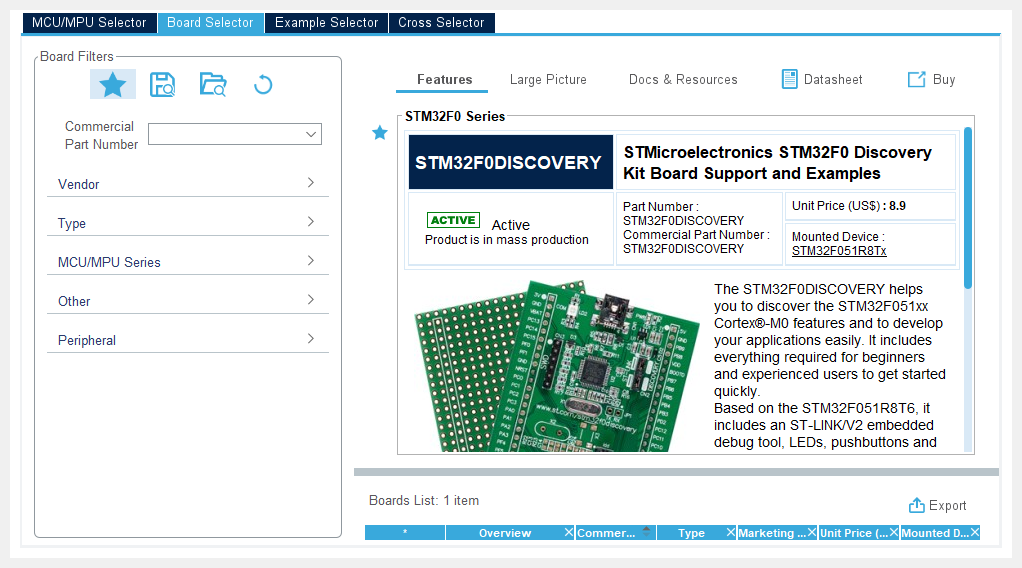 MCU/MPU Selector
Board Selector
Example Selector
Cross Selector
Board Filters
Commercial
Part Number
Vendor
Type
MCU/MPU Series
Other
Peripheral
Features
Large Picture
Docs & Resources
Datasheet
Buy
STM32F0 Series
STM32F0DISCOVERY
STMicroelectronics STM32F0 Discovery
Kit Board Support and Examples
ACTIVE Active
Product is in mass production
Part Number :
STM32F0DISCOVERY
Commercial Part Number :
STM32F0DISCOVERY
Unit Price (US$) : 8.9
Mounted Device :
STM32F051R8Tx
www.st.com/stm32f0discovery
The STM32F0DISCOVERY helps
you to discover the STM32F051xx
Cortex®-M0 features and to develop
your applications easily. It includes
everything required for beginners
and experienced users to get started
quickly.
Based on the STM32F051R8T6, it
includes an ST-LINK/V2 embedded
debug tool, LEDs, pushbuttons and
Boards List: 1 item
Export
*
Overview
Commer...
Type
Marketing ...
Unit Price (...
Mounted D...